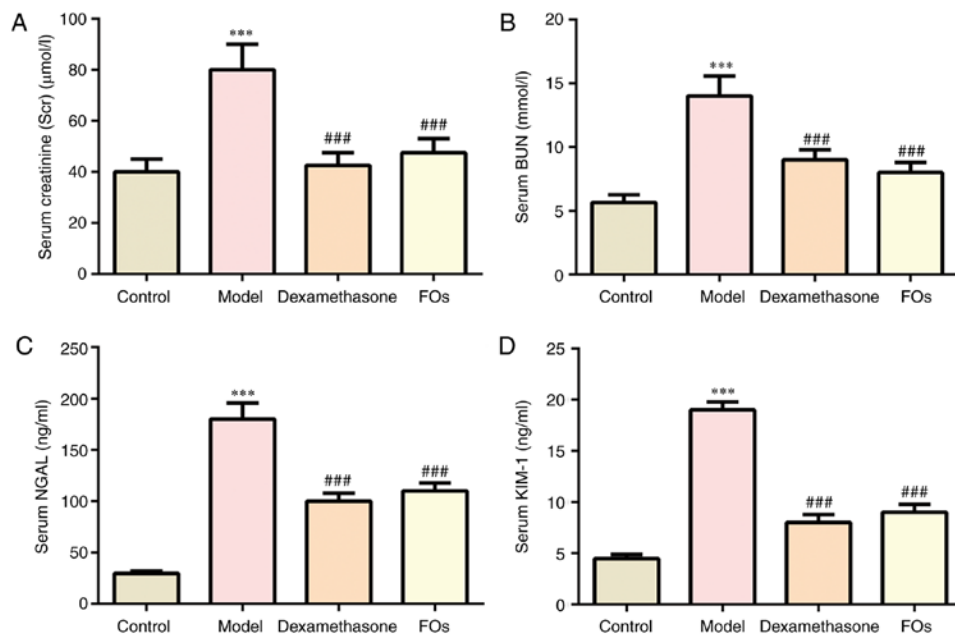 A
Serum creatinine (Scr) (μmol/l)
100
80
60
40
20
0
***
###
###
Control Model Dexamethasone FOs
B
Serum BUN (mmol/l)
20
15
10
5
0
***
###
###
Control Model Dexamethasone FOs
C
Serum NGAL (ng/ml)
250
200
150
100
50
0
***
###
###
Control Model Dexamethasone FOs
D
Serum KIM-1 (ng/ml)
25
20
15
10
5
0
***
###
###
Control Model Dexamethasone FOs